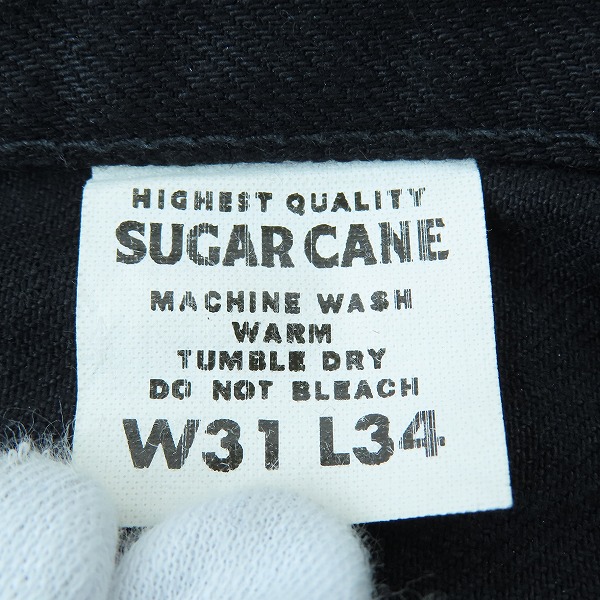 HIGHEST QUALITY
SUGAR CANE
MACHINE WASH
WARM
TUMBLE DRY
DO NOT BLEACH
W31 L34